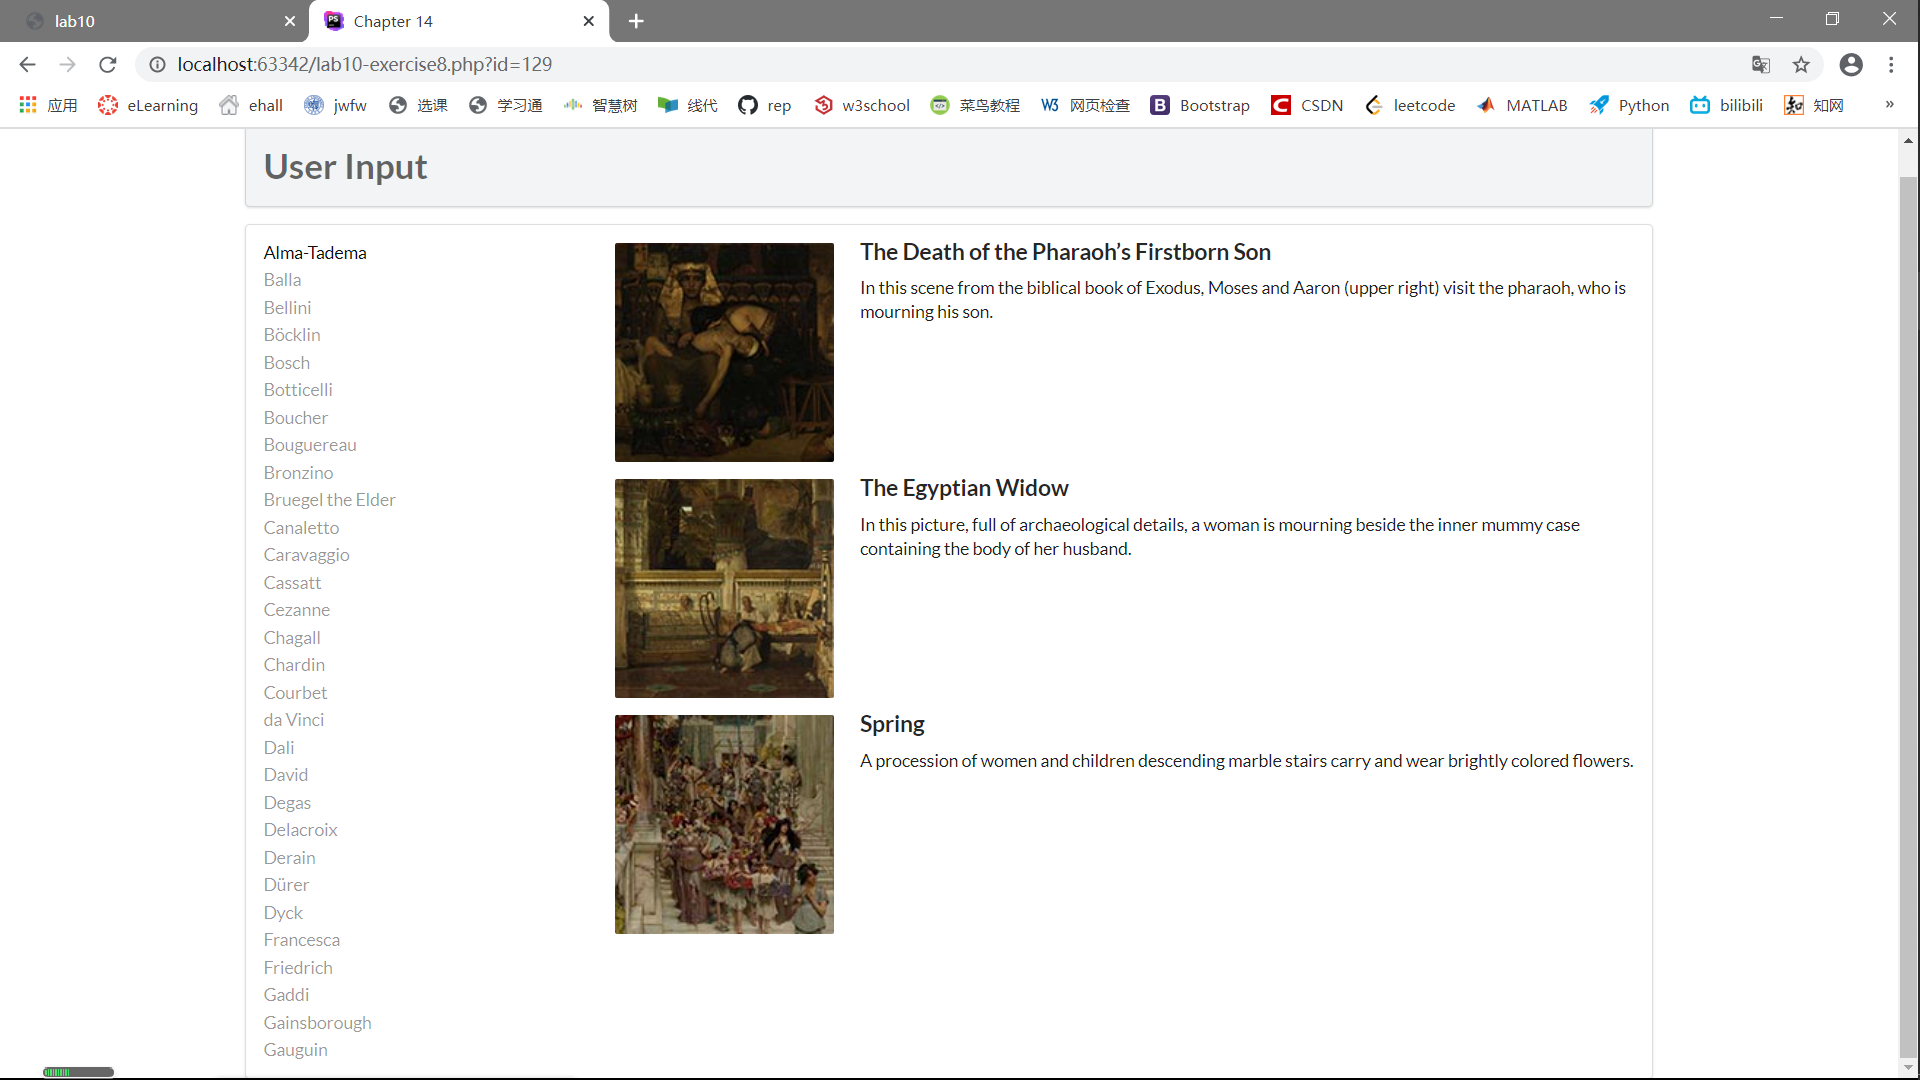 lab10
Chapter 14
localhost:63342/lab10-exercise8.php?id=129
应用 eLearning ehall jwfw 选课 学习通 智慧树 线代 rep w3school 菜鸟教程 网页检查 Bootstrap CSDN leetcode MATLAB Python bilibili 知网 »
User Input
Alma-Tadema
Balla
Bellini
Böcklin
Bosch
Botticelli
Boucher
Bouguereau
Bronzino
Bruegel the Elder
Canaletto
Caravaggio
Cassatt
Cezanne
Chagall
Chardin
Courbet
da Vinci
Dali
David
Degas
Delacroix
Derain
Dürer
Dyck
Francesca
Friedrich
Gaddi
Gainsborough
Gauguin
The Death of the Pharaoh’s Firstborn Son
In this scene from the biblical book of Exodus, Moses and Aaron (upper right) visit the pharaoh, who is
mourning his son.
The Egyptian Widow
In this picture, full of archaeological details, a woman is mourning beside the inner mummy case
containing the body of her husband.
Spring
A procession of women and children descending marble stairs carry and wear brightly colored flowers.